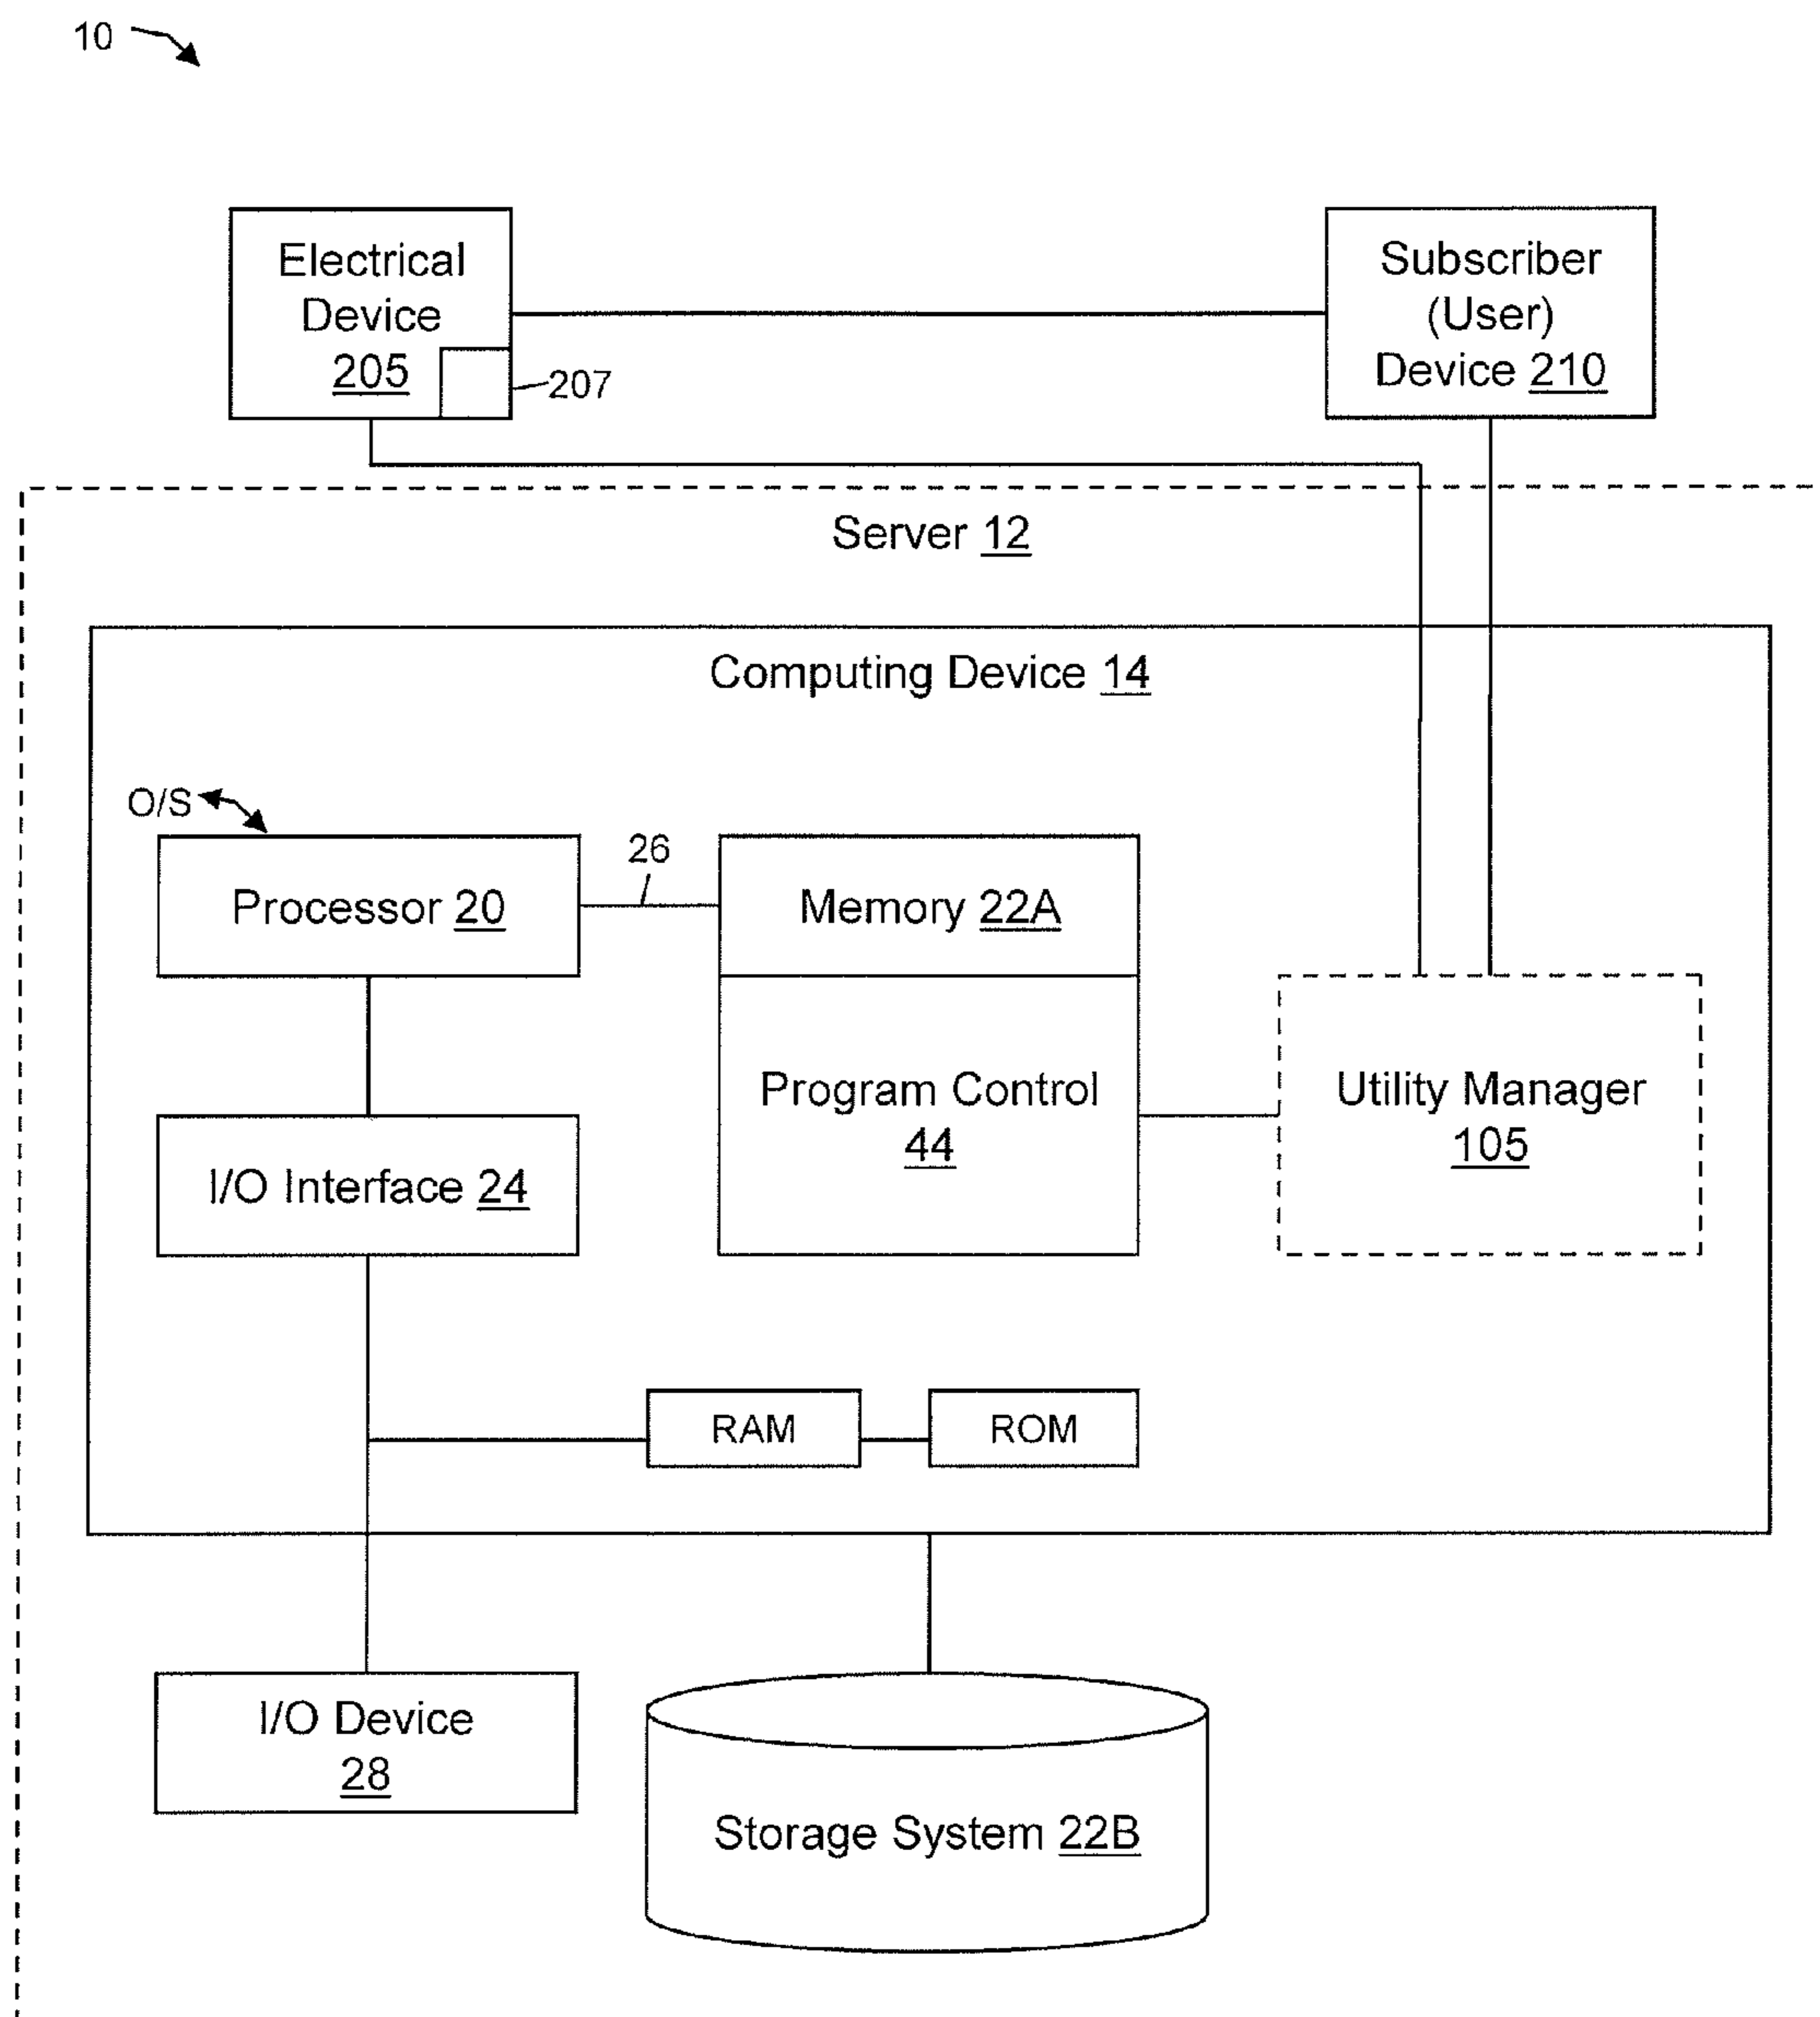 10
Electrical
Device
205
207
Subscriber
(User)
Device 210
Server 12
Computing Device 14
O/S
Processor 20
26
Memory 22A
Program Control
44
Utility Manager
105
I/O Interface 24
RAM
ROM
I/O Device
28
Storage System 22B